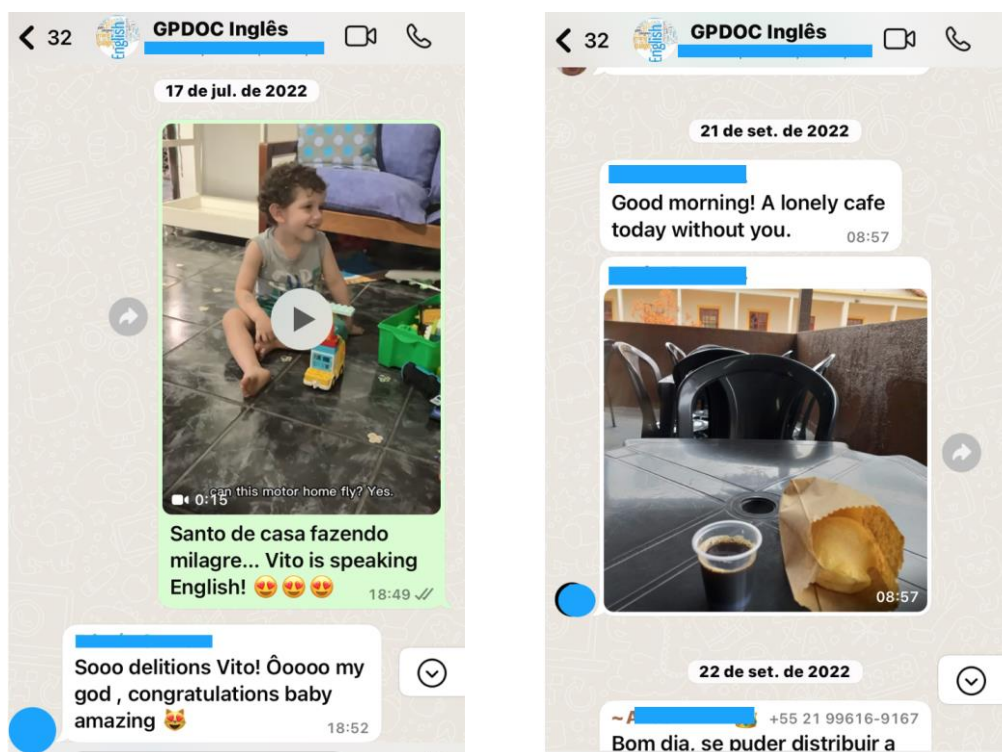 32
GPDOC Inglês
English
17 de jul. de 2022
can this motor home fly? Yes.
0:15
Santo de casa fazendo
milagre... Vito is speaking
English! 😍😍😍
18:49
Sooo delitions Vito! Ôoooo my
god , congratulations baby
amazing 😻
18:52
32
GPDOC Inglês
English
21 de set. de 2022
Good morning! A lonely cafe
today without you.
08:57
08:57
22 de set. de 2022
+55 21 99616-9167
Bom dia, se puder distribuir a